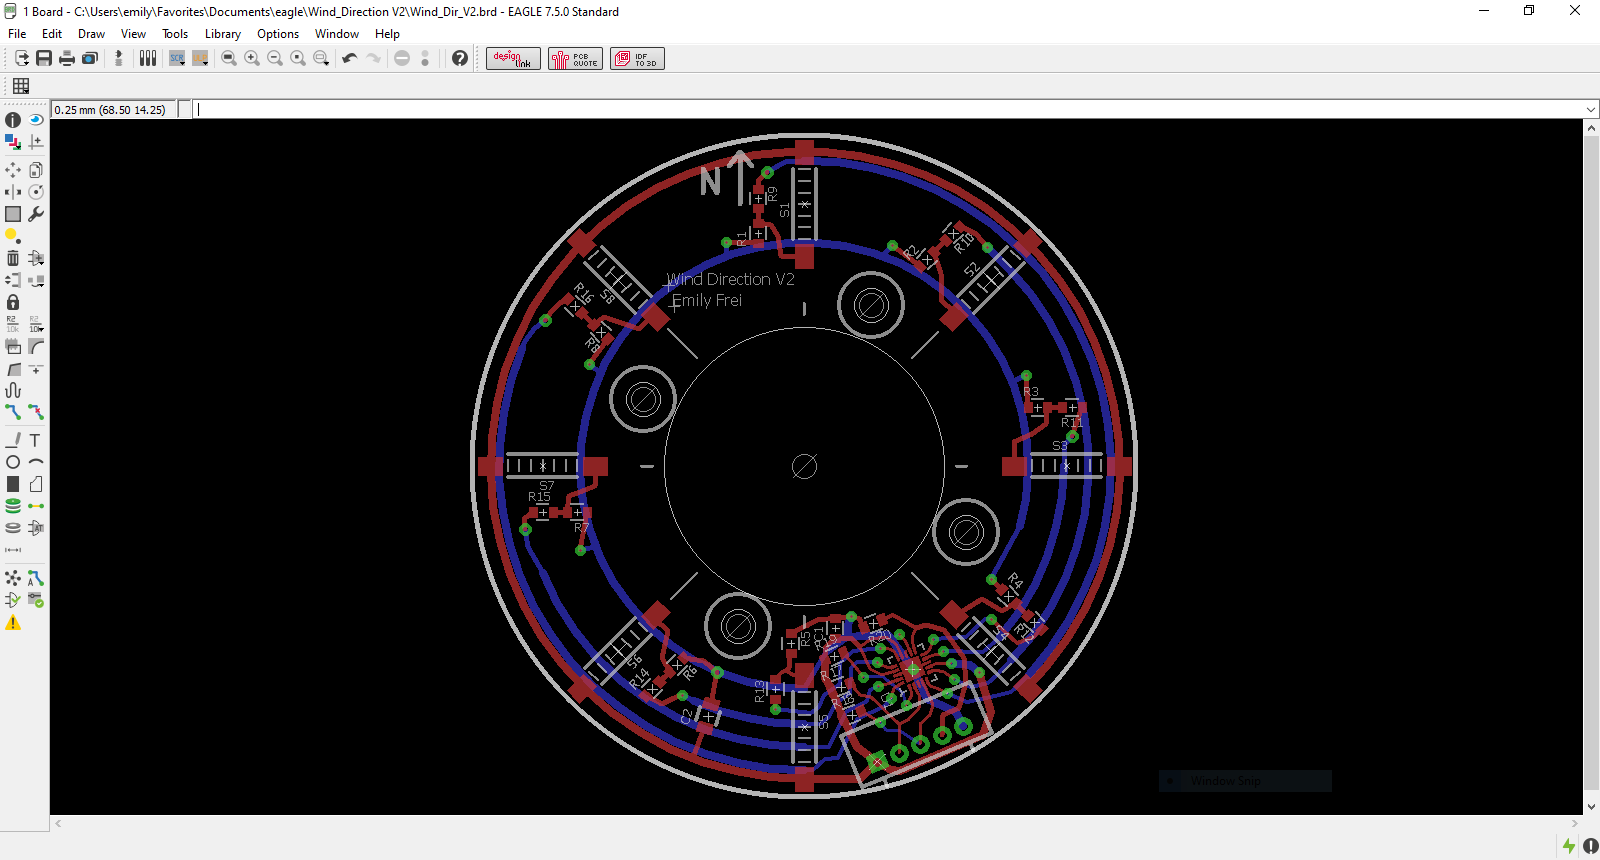 1 Board - C:\Users\emily\Favorites\Documents\eagle\Wind_Direction V2\Wind_Dir_V2.brd - EAGLE 7.5.0 Standard
File Edit Draw View Tools Library Options Window Help
design link PCB QUOTE IDF TO 3D
0.25 mm (68.50 14.25)
N
R9
S1
R1
R2
R10
S2
Wind Direction V2
Emily Frei
R16
S8
R8
R3
R11
S3
S7
R15
R7
R4
R12
S4
S6
R14
R6
C2
R13
R5
S5
C1
R20
Window Snip